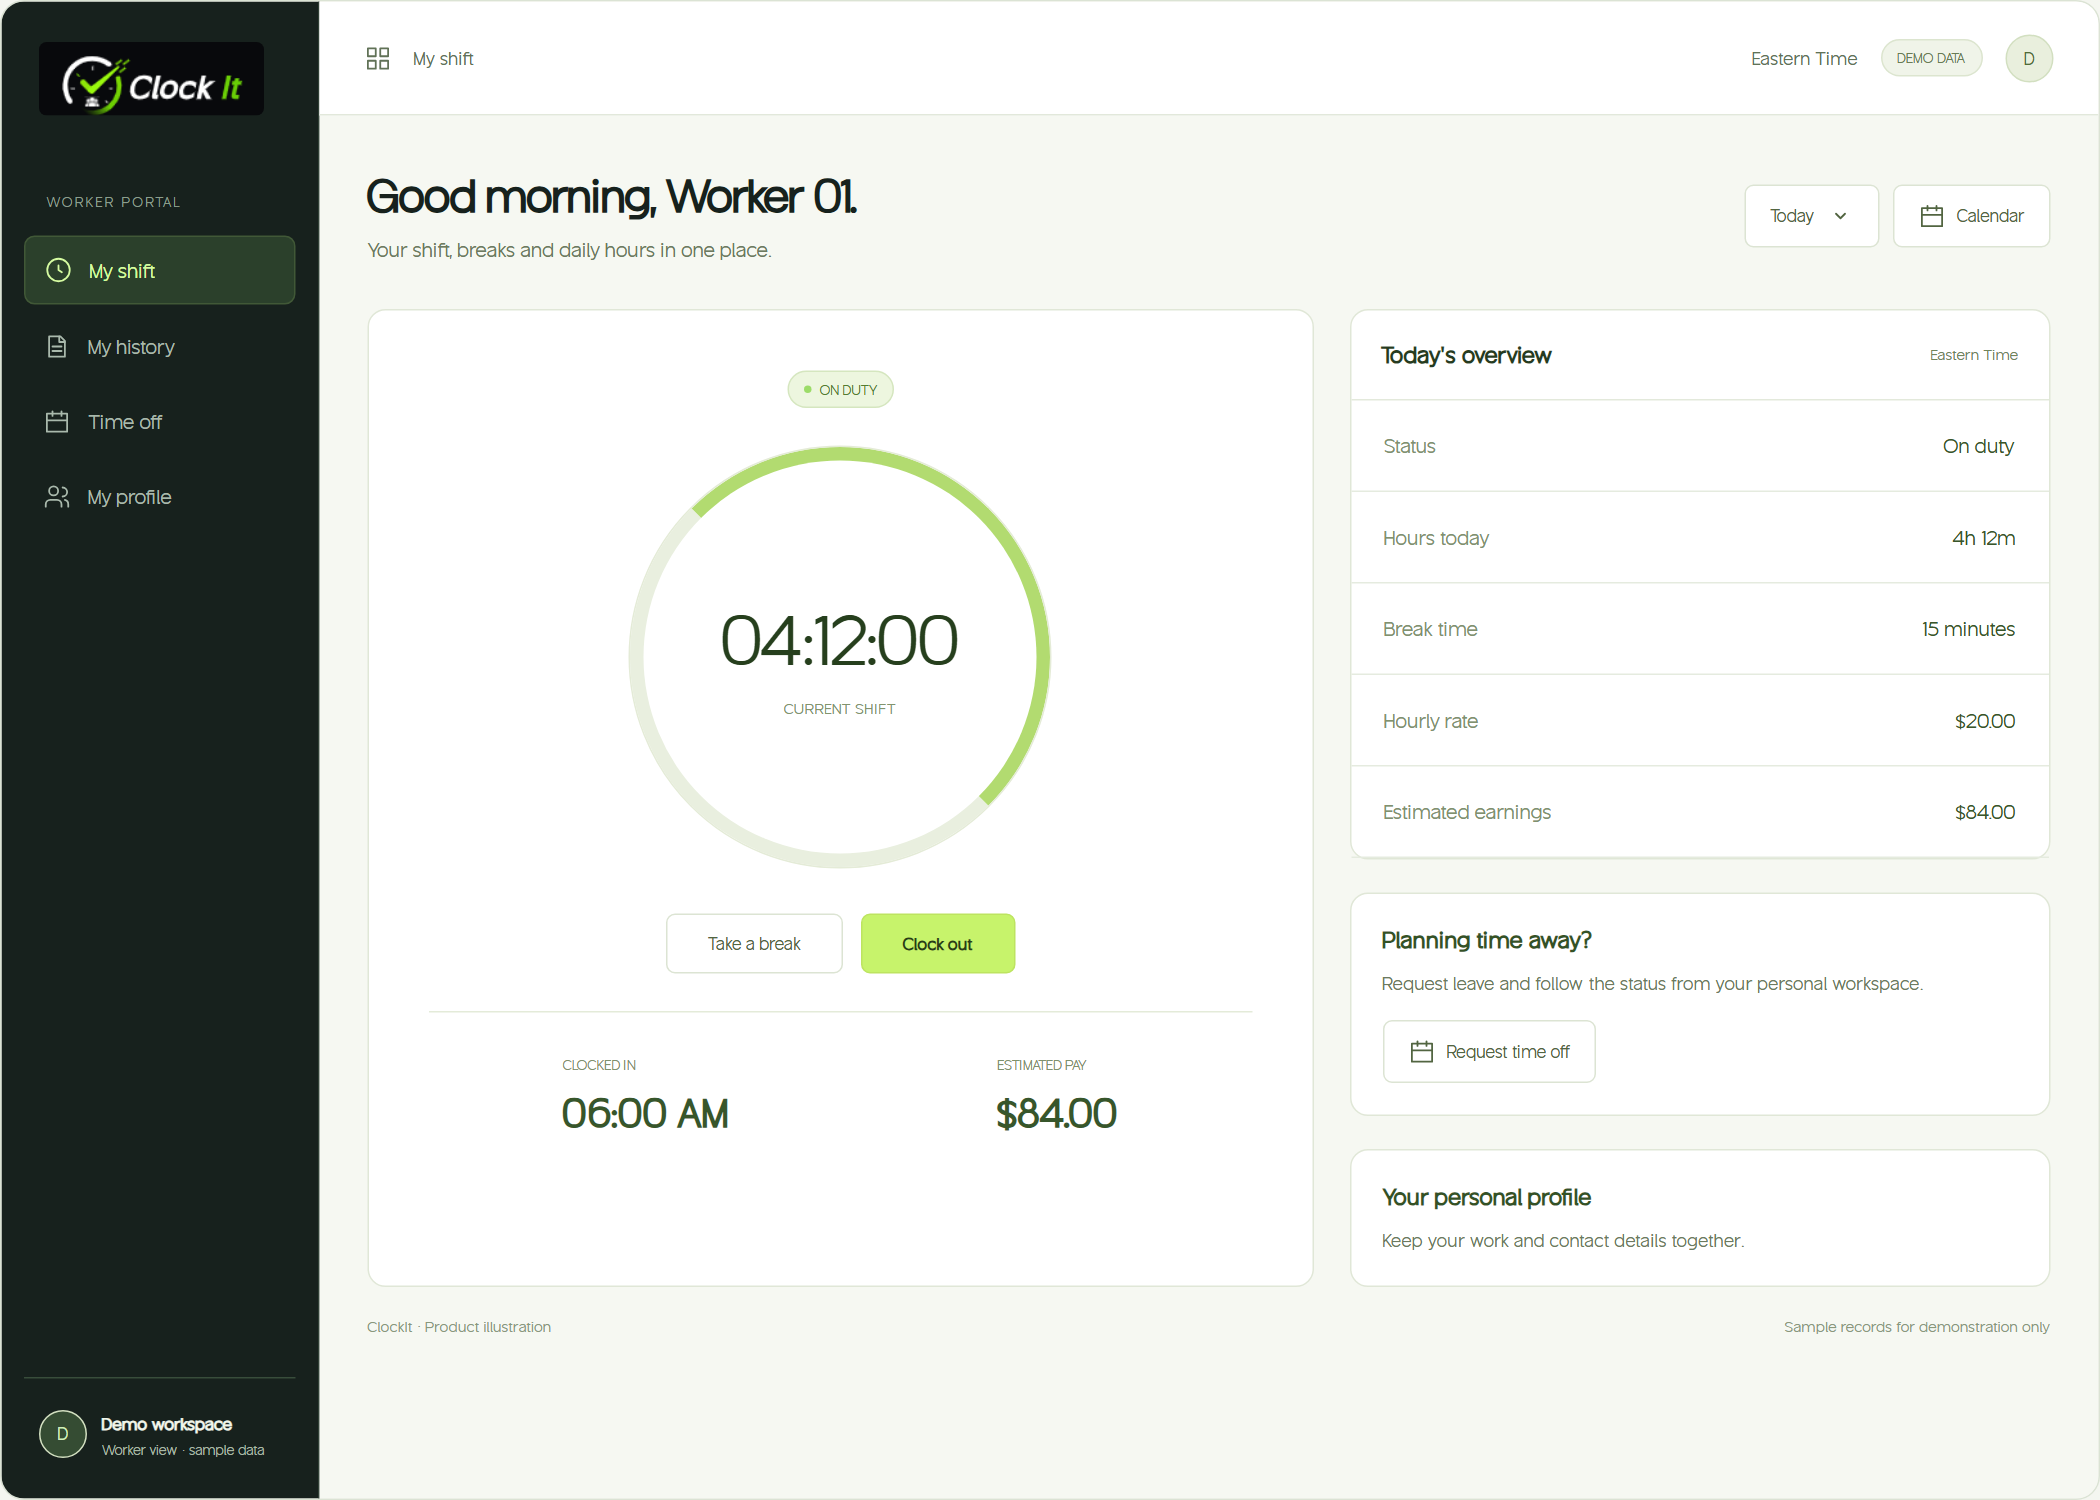 Clock It
WORKER PORTAL
My shift
My history
Time off
My profile
Demo workspace
D
Worker view · sample data
My shift
Eastern Time
DEMO DATA
D
Good morning, Worker 01.
Your shift, breaks and daily hours in one place.
Today
Calendar
ON DUTY
04:12:00
CURRENT SHIFT
Take a break
Clock out
CLOCKED IN
06:00 AM
ESTIMATED PAY
$84.00
Today's overview
Eastern Time
Status
On duty
Hours today
4h 12m
Break time
15 minutes
Hourly rate
$20.00
Estimated earnings
$84.00
Planning time away?
Request leave and follow the status from your personal workspace.
Request time off
Your personal profile
Keep your work and contact details together.
ClockIt · Product illustration
Sample records for demonstration only